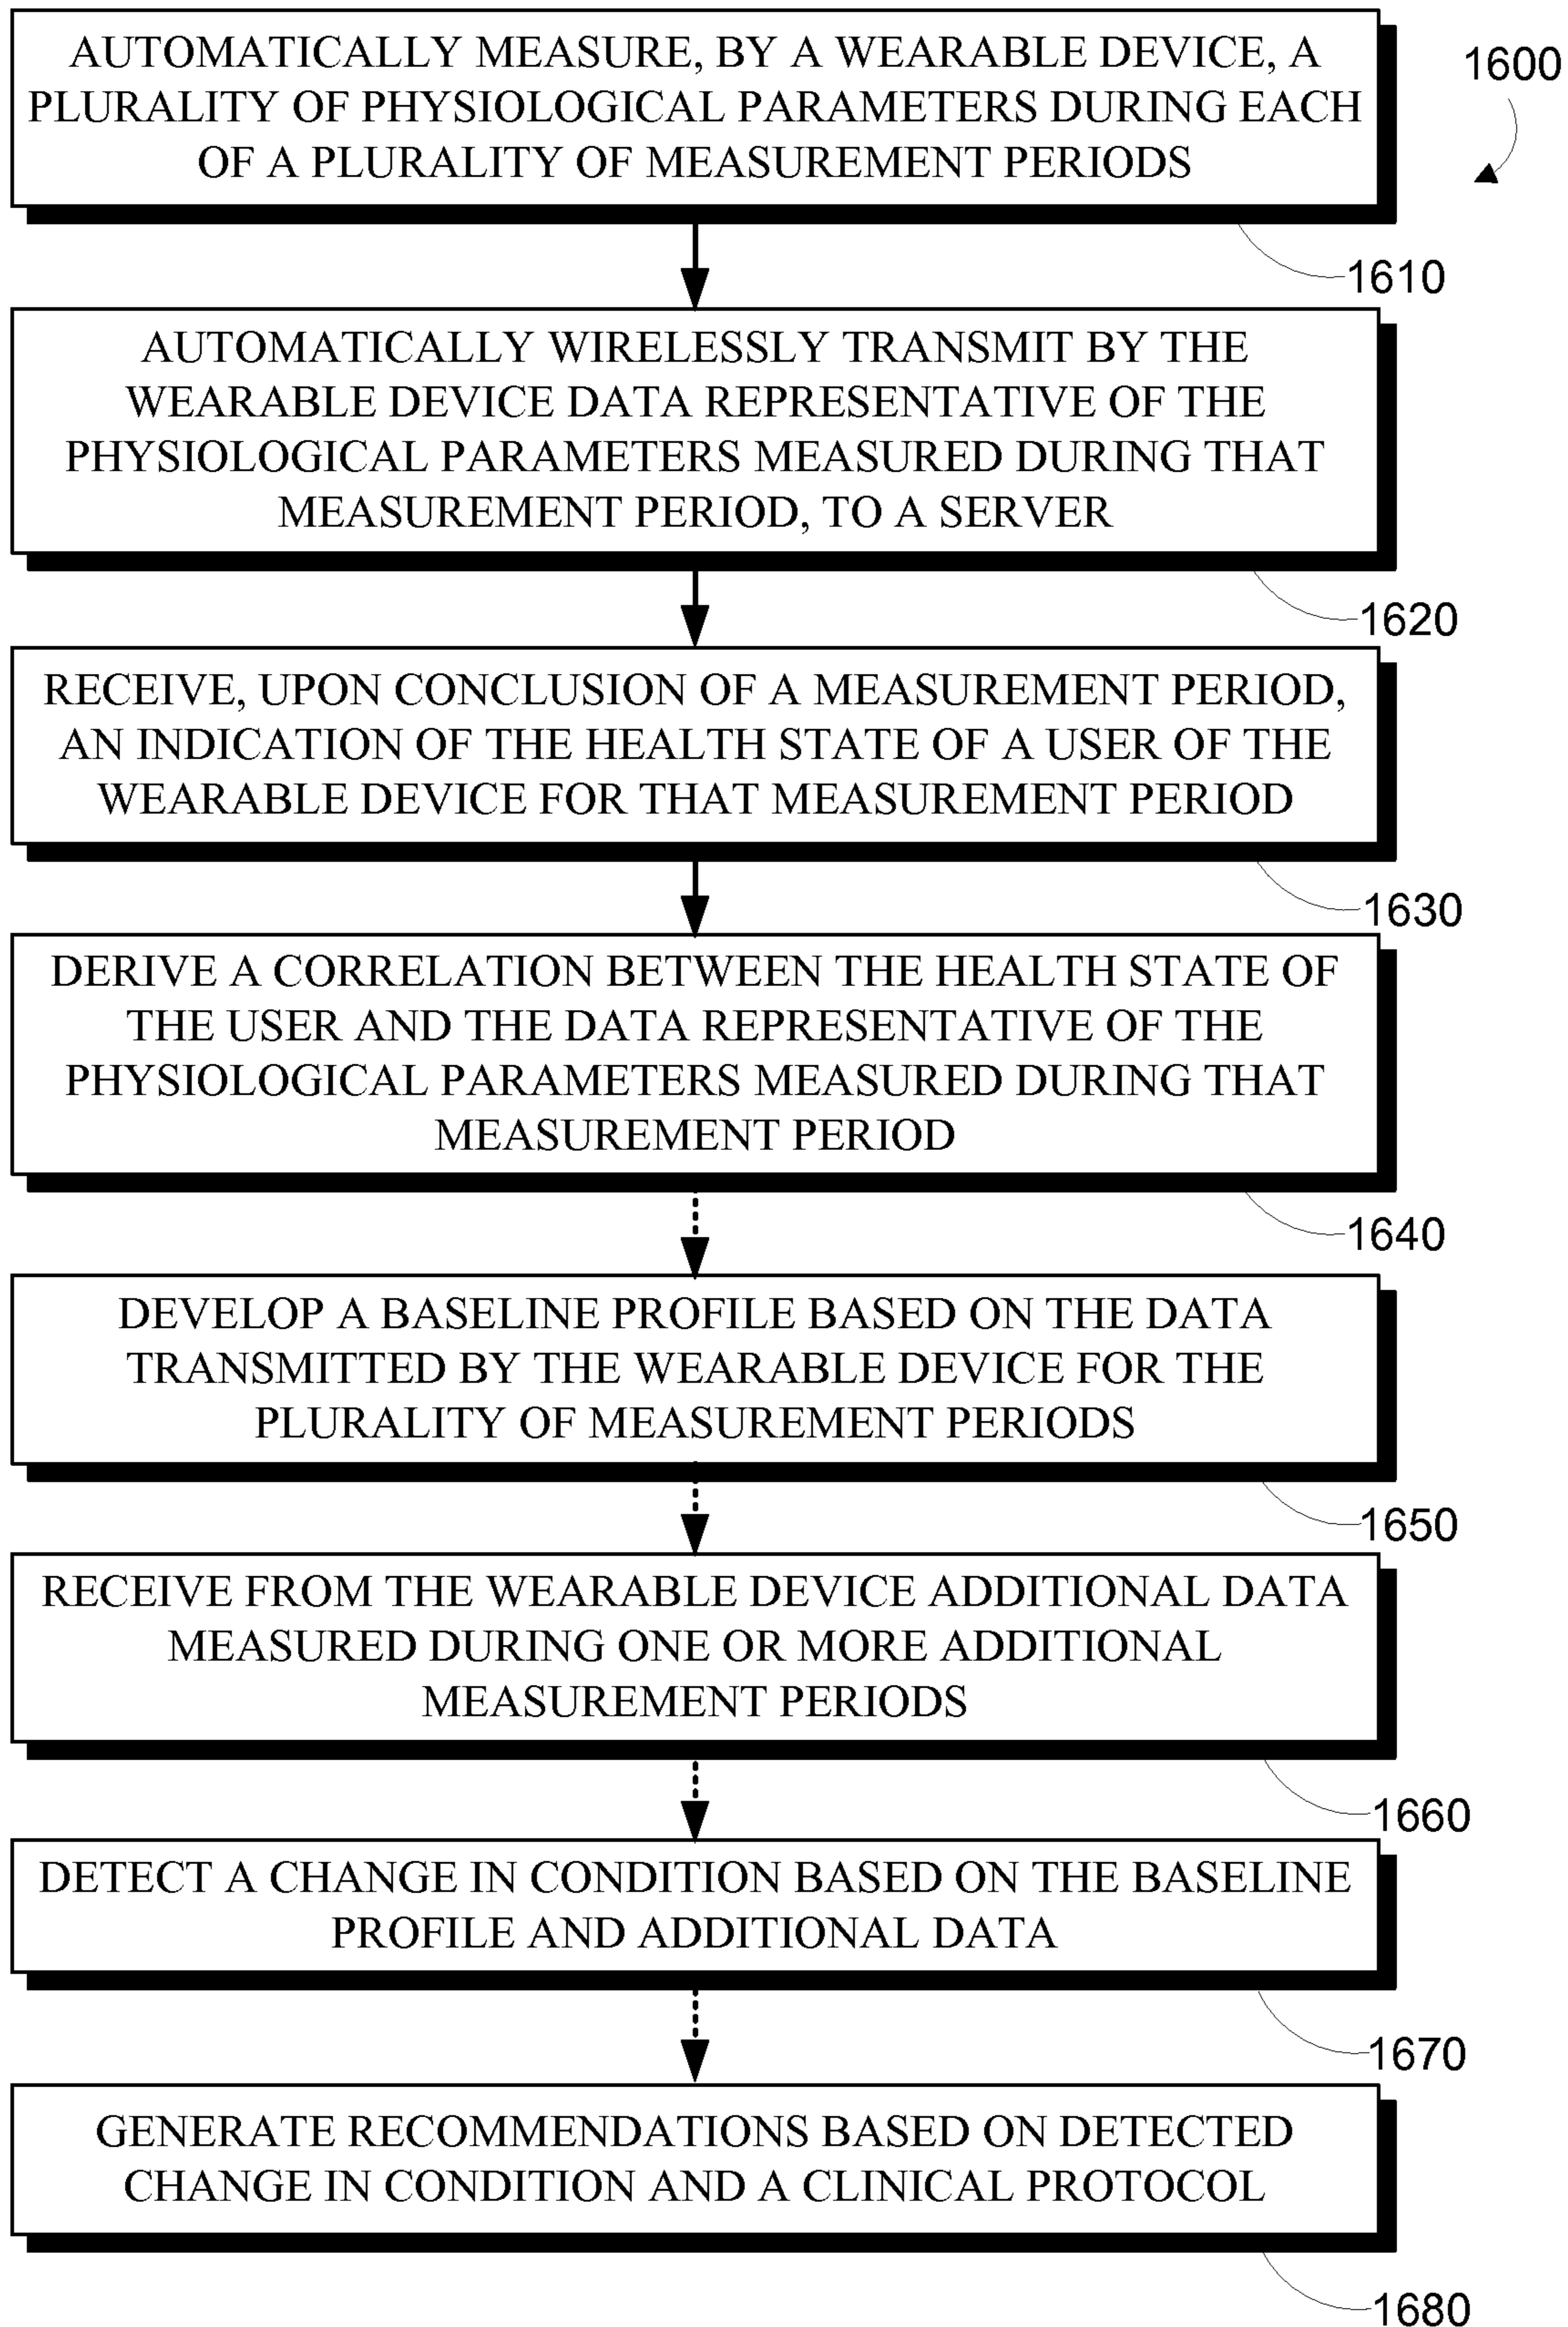 AUTOMATICALLY MEASURE, BY A WEARABLE DEVICE, A
PLURALITY OF PHYSIOLOGICAL PARAMETERS DURING EACH
OF A PLURALITY OF MEASUREMENT PERIODS
1600
1610
AUTOMATICALLY WIRELESSLY TRANSMIT BY THE
WEARABLE DEVICE DATA REPRESENTATIVE OF THE
PHYSIOLOGICAL PARAMETERS MEASURED DURING THAT
MEASUREMENT PERIOD, TO A SERVER
1620
RECEIVE, UPON CONCLUSION OF A MEASUREMENT PERIOD,
AN INDICATION OF THE HEALTH STATE OF A USER OF THE
WEARABLE DEVICE FOR THAT MEASUREMENT PERIOD
1630
DERIVE A CORRELATION BETWEEN THE HEALTH STATE OF
THE USER AND THE DATA REPRESENTATIVE OF THE
PHYSIOLOGICAL PARAMETERS MEASURED DURING THAT
MEASUREMENT PERIOD
1640
DEVELOP A BASELINE PROFILE BASED ON THE DATA
TRANSMITTED BY THE WEARABLE DEVICE FOR THE
PLURALITY OF MEASUREMENT PERIODS
1650
RECEIVE FROM THE WEARABLE DEVICE ADDITIONAL DATA
MEASURED DURING ONE OR MORE ADDITIONAL
MEASUREMENT PERIODS
1660
DETECT A CHANGE IN CONDITION BASED ON THE BASELINE
PROFILE AND ADDITIONAL DATA
1670
GENERATE RECOMMENDATIONS BASED ON DETECTED
CHANGE IN CONDITION AND A CLINICAL PROTOCOL
1680